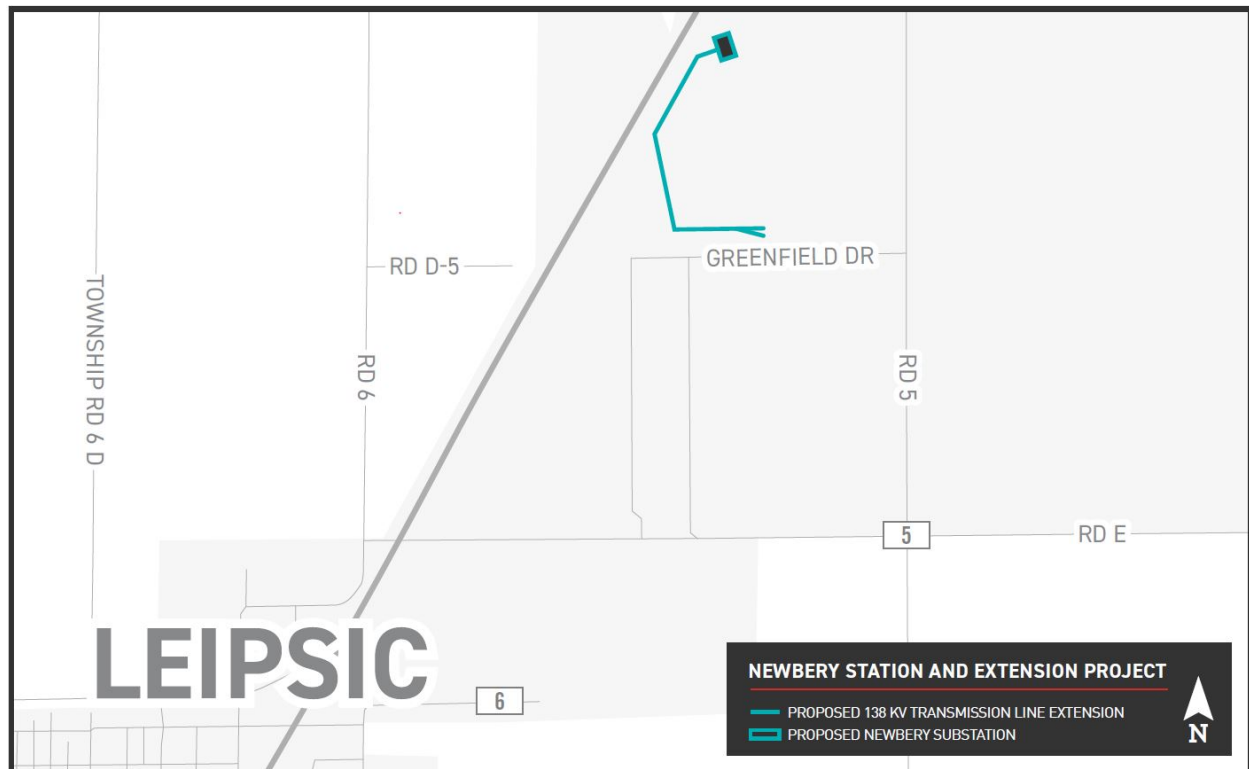 RD D-5
GREENFIELD DR
TOWNSHIP RD 6 D
RD 6
RD 5
5
RD E
LEIPSIC
6
NEWBERY STATION AND EXTENSION PROJECT
PROPOSED 138 KV TRANSMISSION LINE EXTENSION
PROPOSED NEWBERY SUBSTATION
N